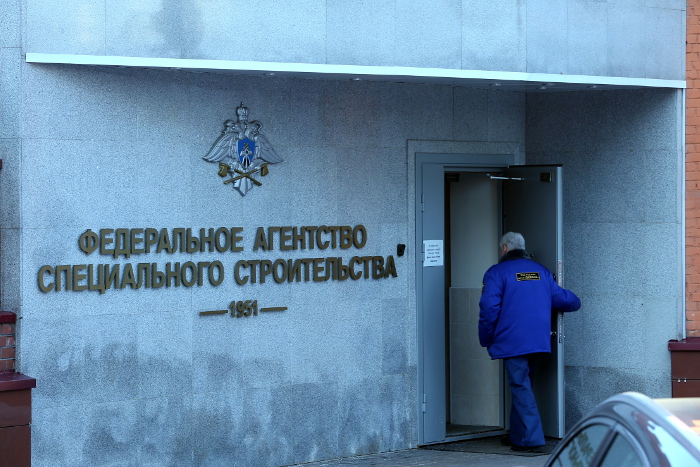 ФЕДЕРАЛЬНОЕ АГЕНТСТВО
СПЕЦИАЛЬНОГО СТРОИТЕЛЬСТВА
1951